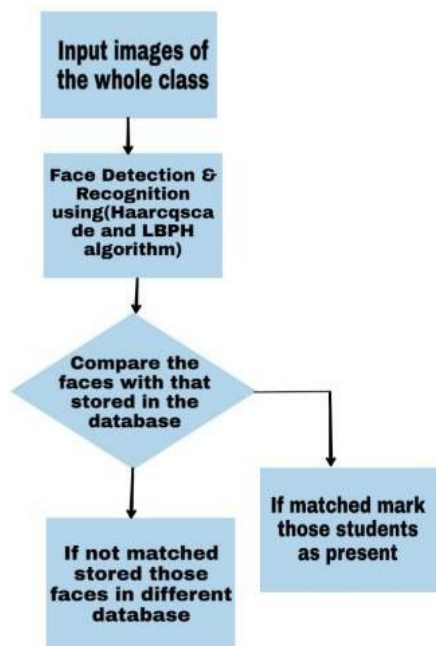 Input images of
the whole class
Face Detection &
Recognition
using(Haarcqsca
de and LBPH
algorithm)
Compare the
faces with that
stored in the
database
If matched mark
those students
as present
If not matched
stored those
faces in different
database